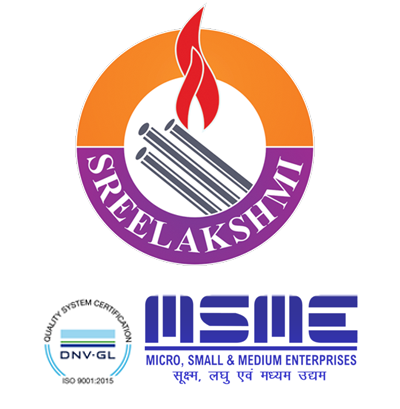 SREELAKSHMI
QUALITY SYSTEM CERTIFICATION
DNV·GL
ISO 9001:2015
MSME
MICRO, SMALL & MEDIUM ENTERPRISES
सूक्ष्म, लघु एवं मध्यम उद्यम